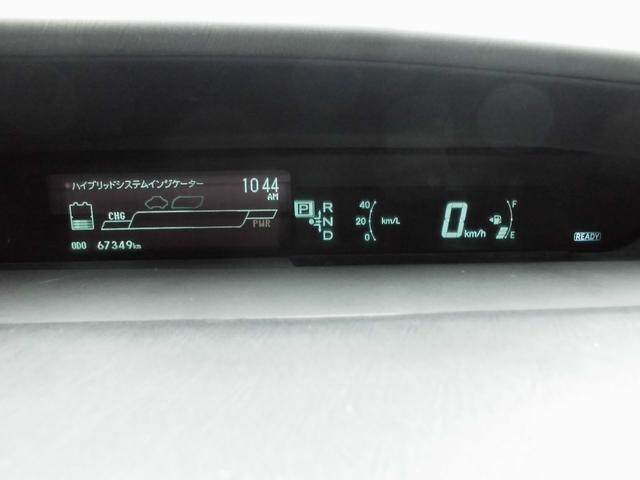 ハイブリッドシステムインジケーター 10:44
AM
CHG
PWR
ODO 67349km
P R
N
D
40
20 km/L
0
0 km/h
F
E
READY